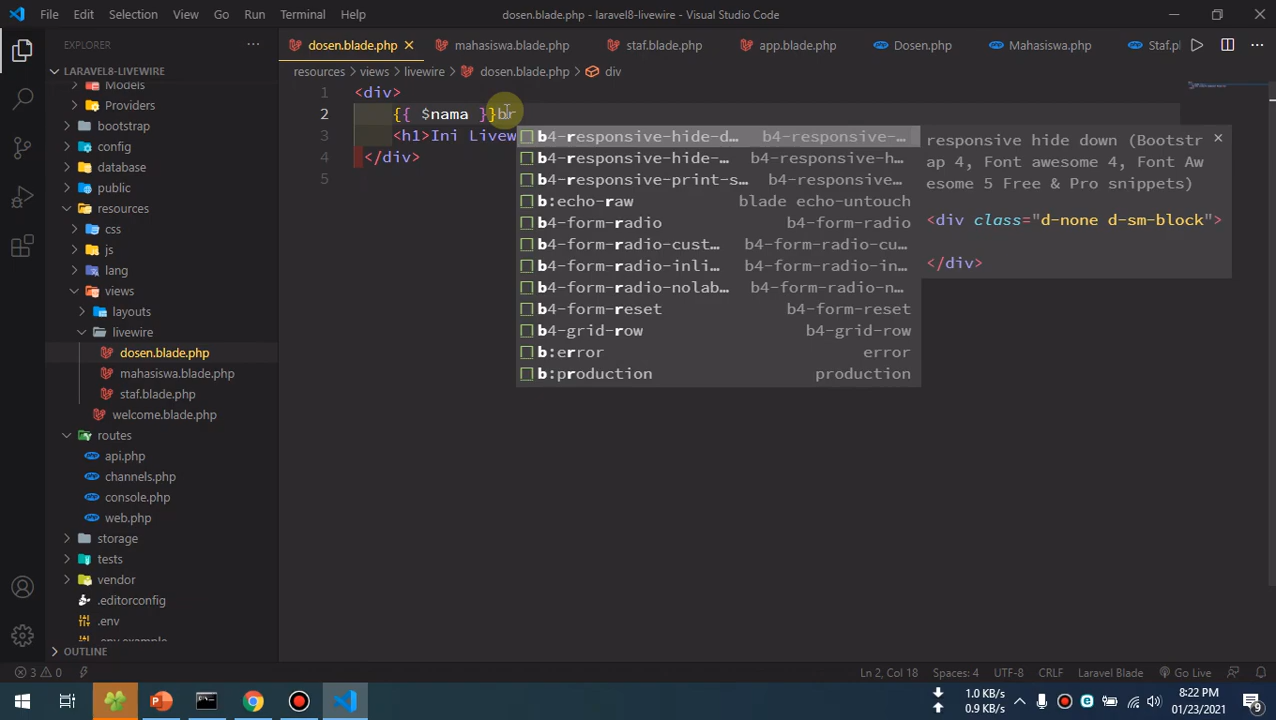 File Edit Selection View Go Run Terminal Help
dosen.blade.php - laravel8-livewire - Visual Studio Code
EXPLORER
LARAVEL8-LIVEWIRE
Models
Providers
bootstrap
config
database
public
resources
css
js
lang
views
layouts
livewire
dosen.blade.php
mahasiswa.blade.php
staf.blade.php
welcome.blade.php
routes
api.php
channels.php
console.php
web.php
storage
tests
vendor
.editorconfig
.env
.env.example
OUTLINE
dosen.blade.php mahasiswa.blade.php staf.blade.php app.blade.php Dosen.php Mahasiswa.php Staf.pl
resources > views > livewire > dosen.blade.php > div
1 <div>
2 {{ $nama }}br
3 <h1>Ini Livew
4 </div>
5
b4-responsive-hide-d… b4-responsive-…
b4-responsive-hide-… b4-responsive-h…
b4-responsive-print-s… b4-responsive…
b:echo-raw blade echo-untouch
b4-form-radio b4-form-radio
b4-form-radio-cust… b4-form-radio-cu…
b4-form-radio-inli… b4-form-radio-in…
b4-form-radio-nolab… b4-form-radio-n…
b4-form-reset b4-form-reset
b4-grid-row b4-grid-row
b:error error
b:production production
responsive hide down (Bootstr
ap 4, Font awesome 4, Font Aw
esome 5 Free & Pro snippets)
<div class="d-none d-sm-block">
</div>
3 0 Ln 2, Col 18 Spaces: 4 UTF-8 CRLF Laravel Blade Go Live
1.0 KB/s
0.9 KB/s
8:22 PM
01/23/2021
9